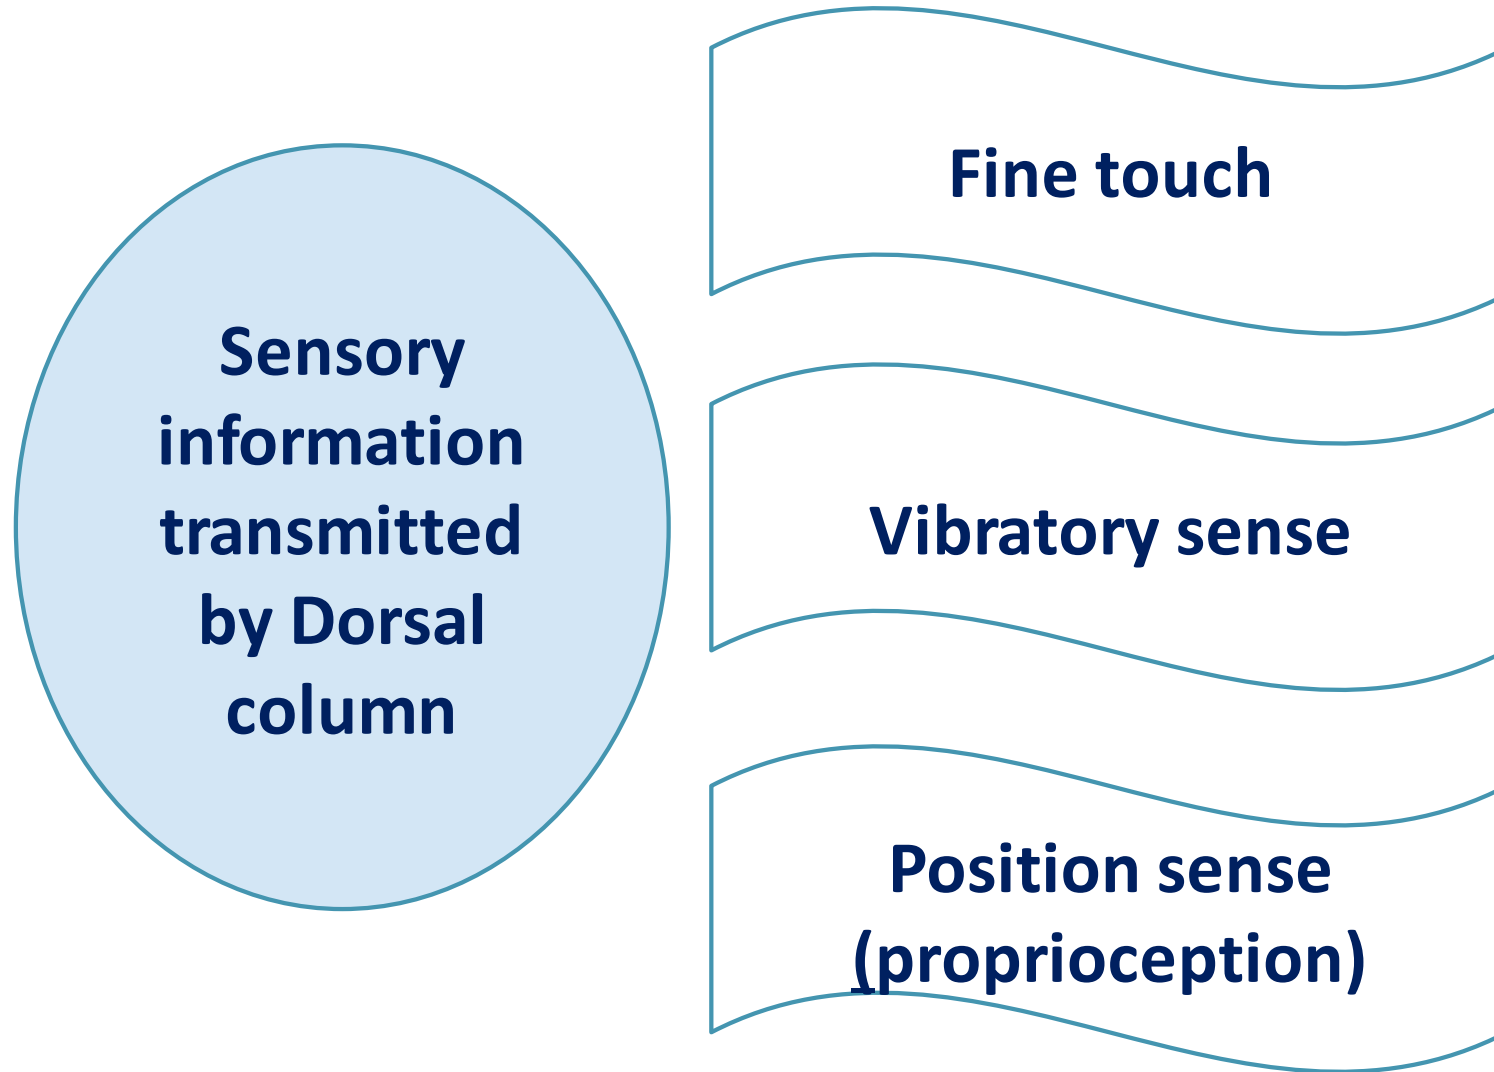 Sensory
information
transmitted
by Dorsal
column
Fine touch
Vibratory sense
Position sense
(proprioception)